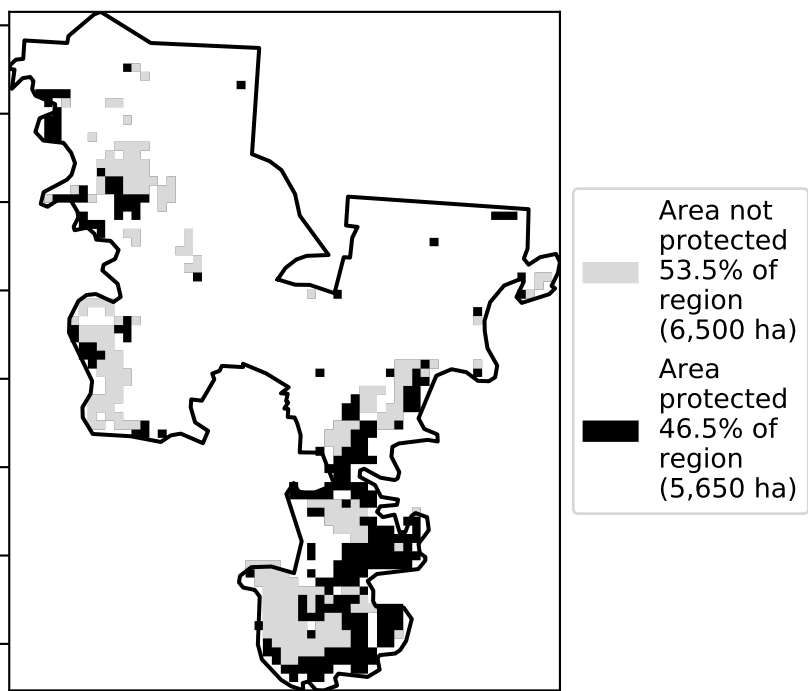 Area not
protected
53.5% of
region
(6,500 ha)
Area
protected
46.5% of
region
(5,650 ha)